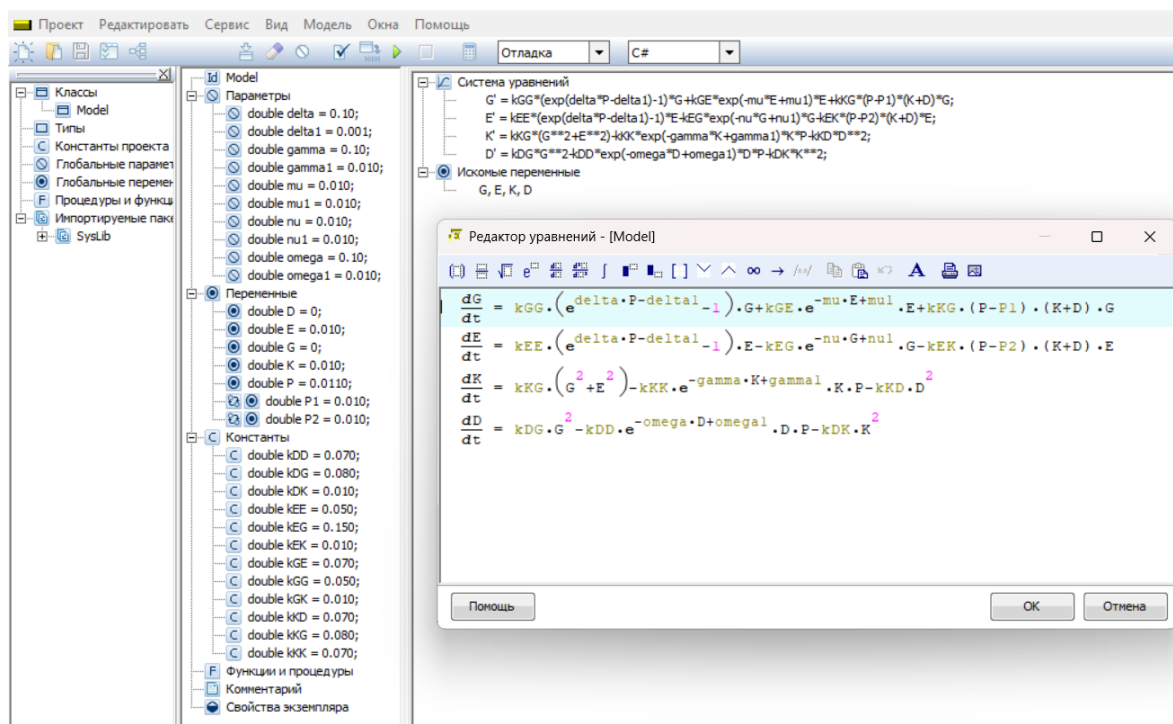 Проект Редактировать Сервис Вид Модель Окна Помощь
Отладка C#
Классы
Model
Типы
Константы проекта
Глобальные парамет
Глобальные перемен
Процедуры и функц
Импортируемые паке
SysLib
Model
Параметры
double delta = 0.10;
double delta1 = 0.001;
double gamma = 0.10;
double gamma1 = 0.010;
double mu = 0.010;
double mu1 = 0.010;
double nu = 0.010;
double nu1 = 0.010;
double omega = 0.10;
double omega1 = 0.010;
Переменные
double D = 0;
double E = 0.010;
double G = 0;
double K = 0.010;
double P = 0.0110;
double P1 = 0.010;
double P2 = 0.010;
Константы
double kDD = 0.070;
double kDG = 0.080;
double kDK = 0.010;
double kEE = 0.050;
double kEG = 0.150;
double kEK = 0.010;
double kGE = 0.070;
double kGG = 0.050;
double kGK = 0.010;
double kKD = 0.070;
double kKG = 0.080;
double kKK = 0.070;
Функции и процедуры
Комментарий
Свойства экземпляра
Система уравнений
G' = kGG*(exp(delta*P-delta1)-1)*G+kGE*exp(-mu*E+mu1)*E+kKG*(P-P1)*(K+D)*G;
E' = kEE*(exp(delta*P-delta1)-1)*E-kEG*exp(-nu*G+nu1)*G-kEK*(P-P2)*(K+D)*E;
K' = kKG*(G**2+E**2)-kKK*exp(-gamma*K+gamma1)*K*P-kKD*D**2;
D' = kDG*G**2-kDD*exp(-omega*D+omega1)*D*P-kDK*K**2;
Искомые переменные
G, E, K, D
Редактор уравнений - [Model]
dG/dt = kGG·(e^delta·P-delta1 -1)·G+kGE·e^-mu·E+mu1·E+kKG·(P-P1)·(K+D)·G
dE/dt = kEE·(e^delta·P-delta1 -1)·E-kEG·e^-nu·G+nu1·G-kEK·(P-P2)·(K+D)·E
dK/dt = kKG·(G^2+E^2)-kKK·e^-gamma·K+gamma1·K·P-kKD·D^2
dD/dt = kDG·G^2-kDD·e^-omega·D+omega1·D·P-kDK·K^2
Помощь OK Отмена